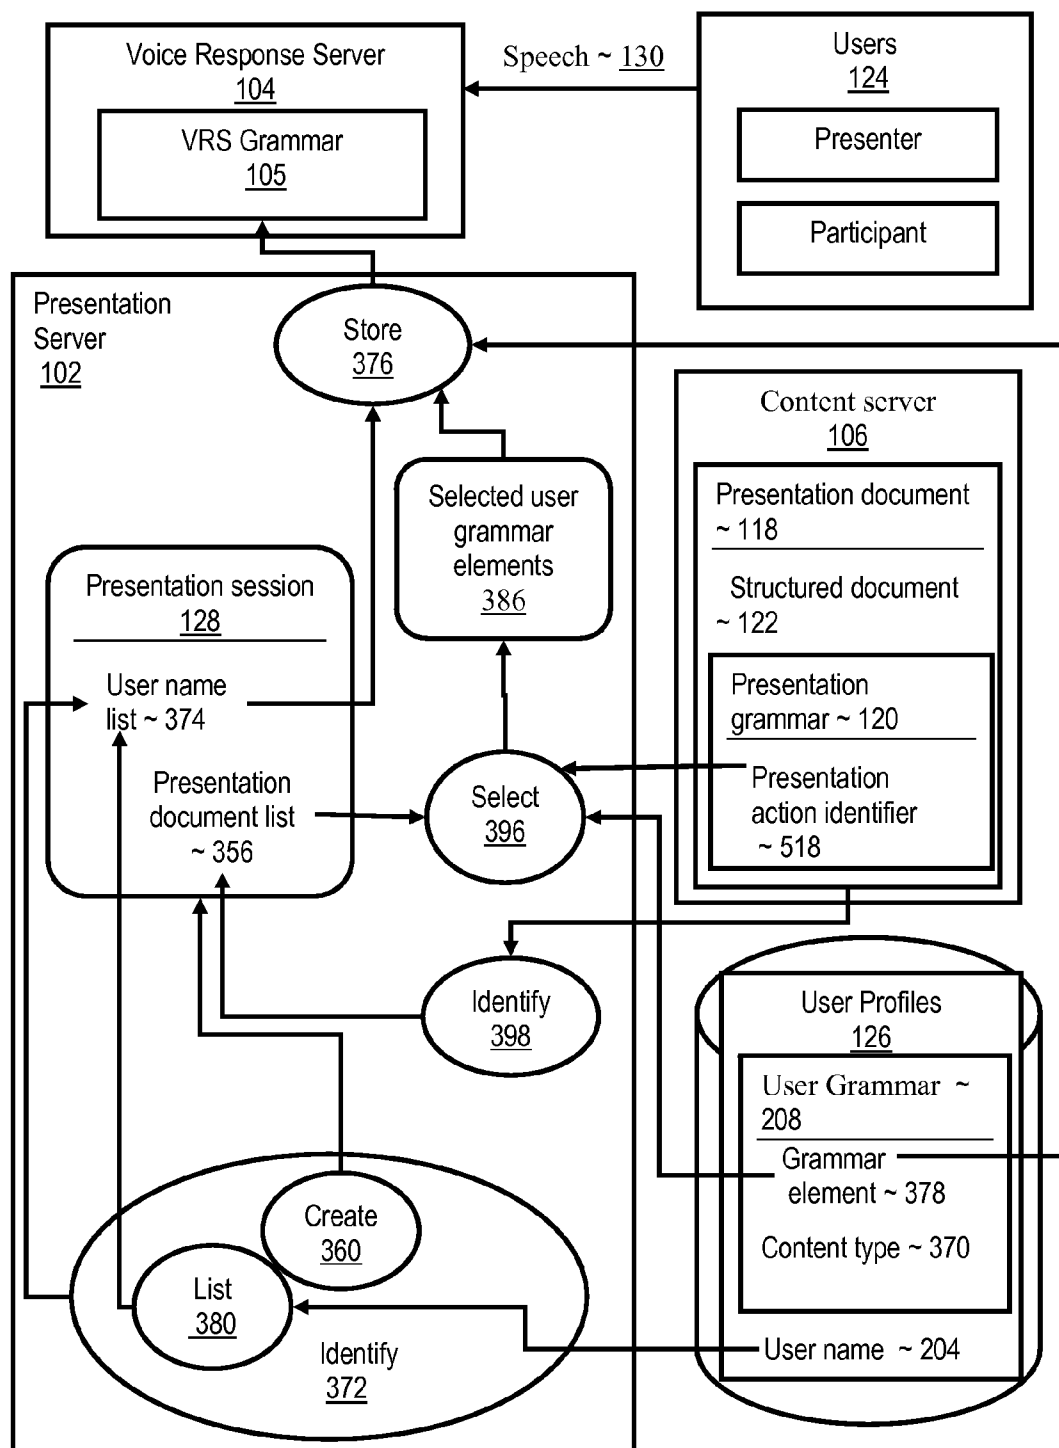 Voice Response Server
104
VRS Grammar
105
Speech ~ 130
Users
124
Presenter
Participant
Presentation
Server
102
Store
376
Content server
106
Presentation document
~ 118
Structured document
~ 122
Presentation
grammar ~ 120
Presentation
action identifier
~ 518
Selected user
grammar
elements
386
Presentation session
128
User name
list ~ 374
Presentation
document list
~ 356
Select
396
Identify
398
User Profiles
126
User Grammar ~
208
Grammar
element ~ 378
Content type ~ 370
User name ~ 204
Create
360
List
380
Identify
372